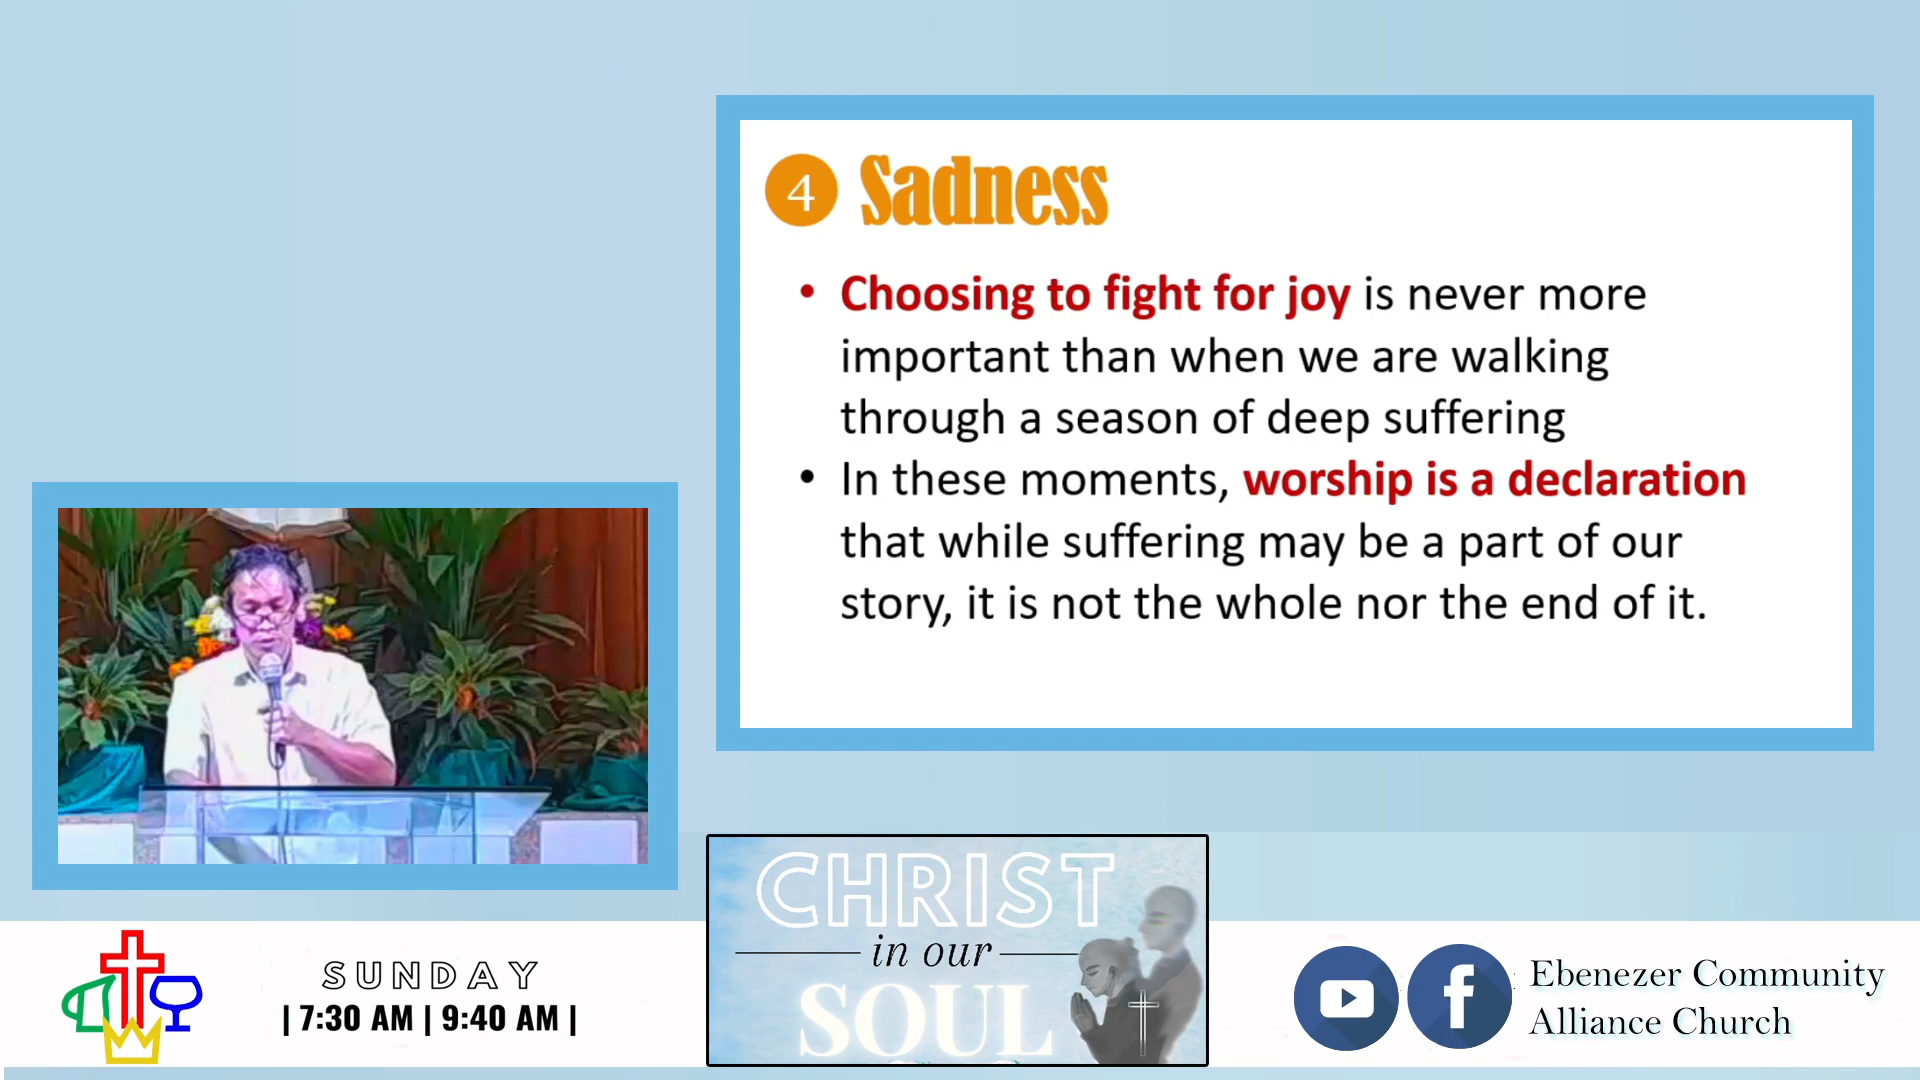 4 Sadness
• Choosing to fight for joy is never more
important than when we are walking
through a season of deep suffering
• In these moments, worship is a declaration
that while suffering may be a part of our
story, it is not the whole nor the end of it.
SUNDAY
| 7:30 AM | 9:40 AM |
CHRIST
in our
SOUL
f
Ebenezer Community
Alliance Church